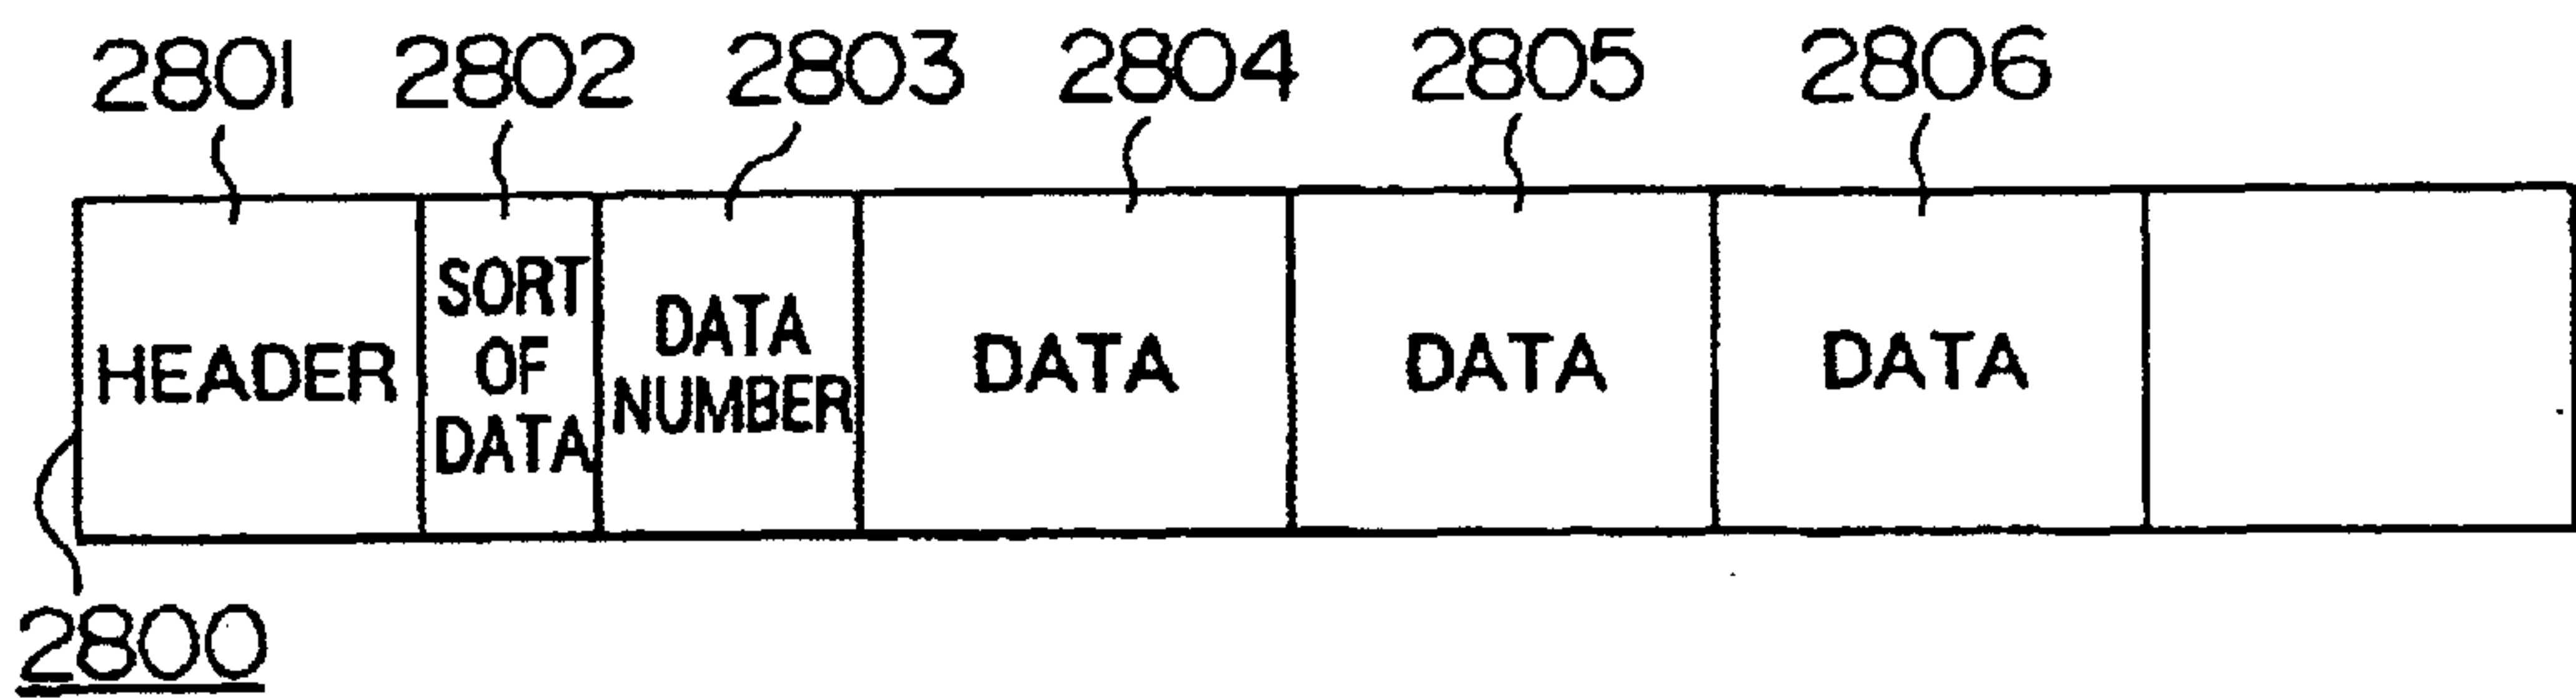 2801 2802 2803 2804 2805 2806
HEADER
SORT
OF
DATA
DATA
NUMBER
DATA
DATA
DATA
2800